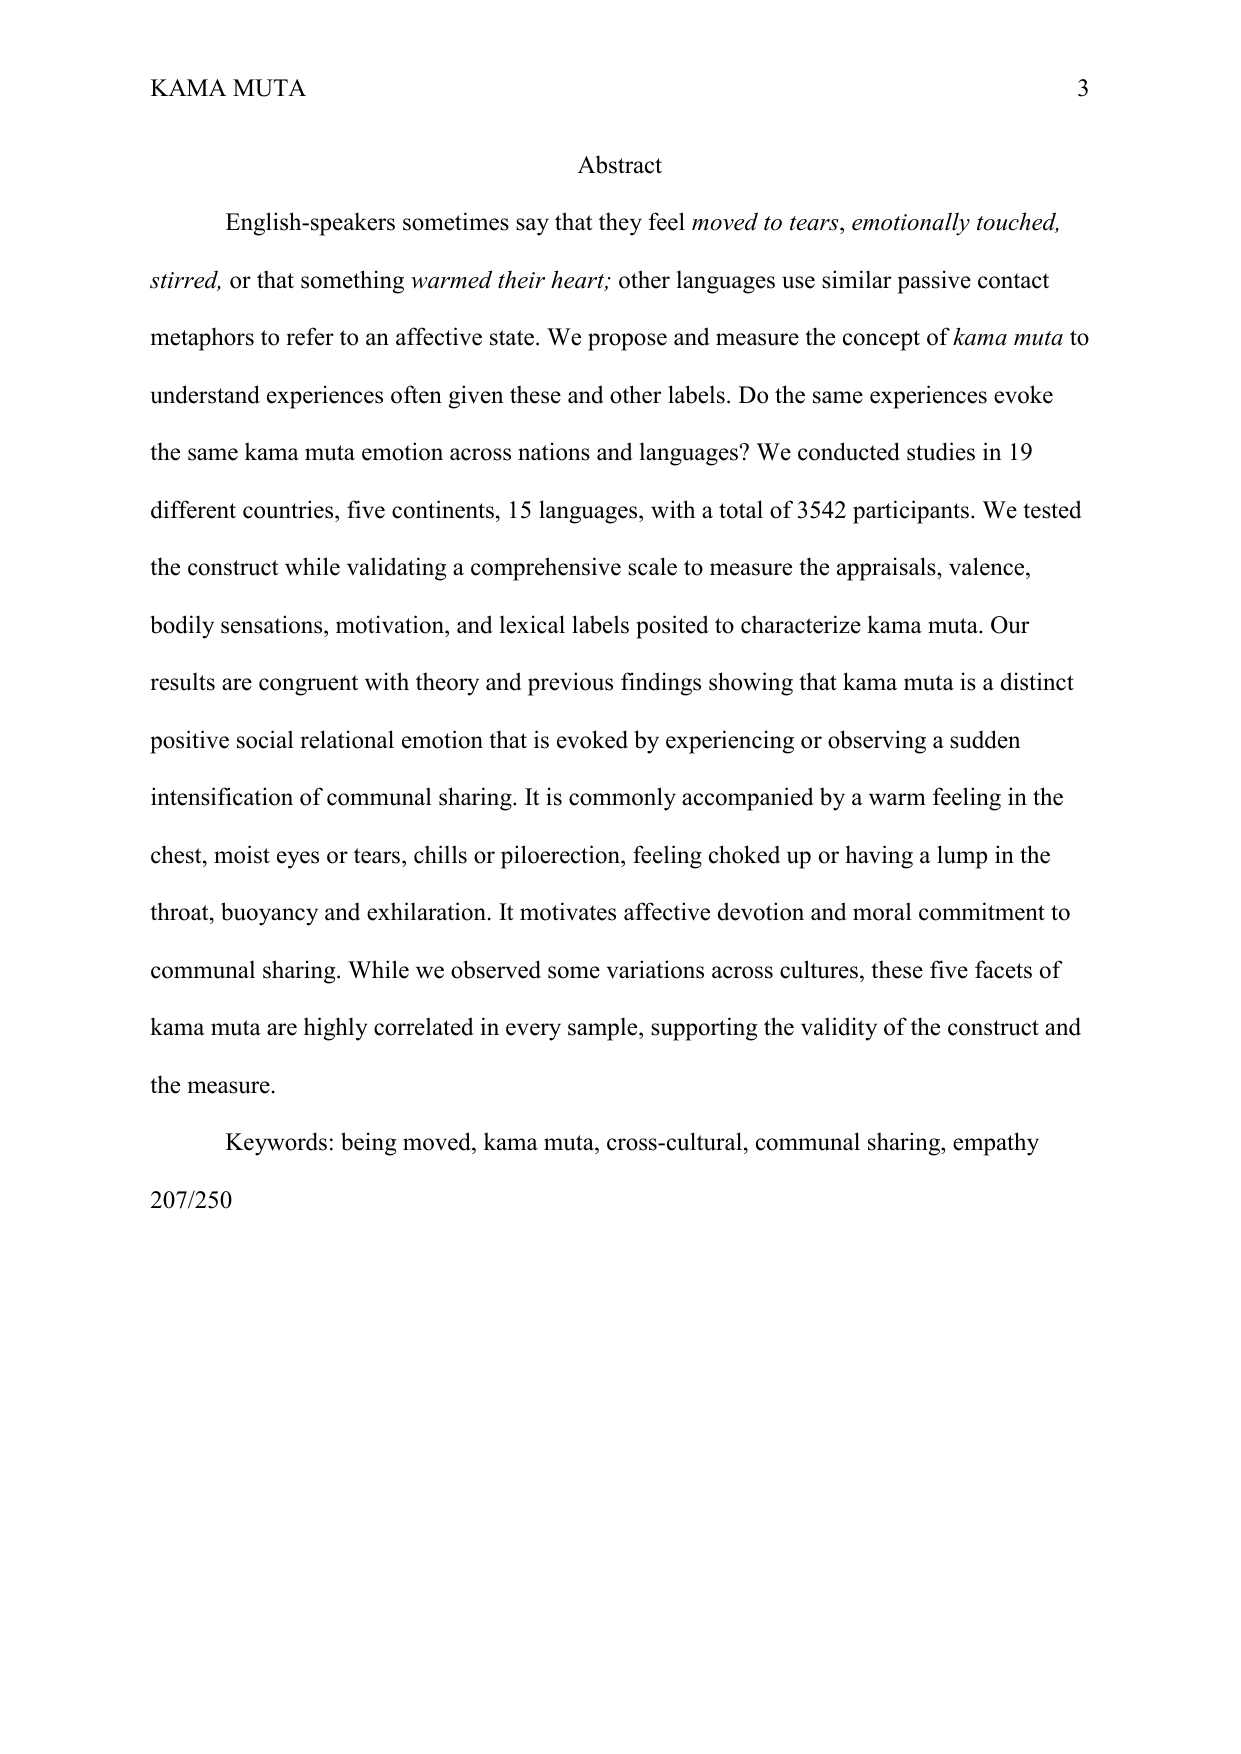 KAMA MUTA 3
Abstract
English-speakers sometimes say that they feel moved to tears, emotionally touched,
stirred, or that something warmed their heart; other languages use similar passive contact
metaphors to refer to an affective state. We propose and measure the concept of kama muta to
understand experiences often given these and other labels. Do the same experiences evoke
the same kama muta emotion across nations and languages? We conducted studies in 19
different countries, five continents, 15 languages, with a total of 3542 participants. We tested
the construct while validating a comprehensive scale to measure the appraisals, valence,
bodily sensations, motivation, and lexical labels posited to characterize kama muta. Our
results are congruent with theory and previous findings showing that kama muta is a distinct
positive social relational emotion that is evoked by experiencing or observing a sudden
intensification of communal sharing. It is commonly accompanied by a warm feeling in the
chest, moist eyes or tears, chills or piloerection, feeling choked up or having a lump in the
throat, buoyancy and exhilaration. It motivates affective devotion and moral commitment to
communal sharing. While we observed some variations across cultures, these five facets of
kama muta are highly correlated in every sample, supporting the validity of the construct and
the measure.
Keywords: being moved, kama muta, cross-cultural, communal sharing, empathy
207/250